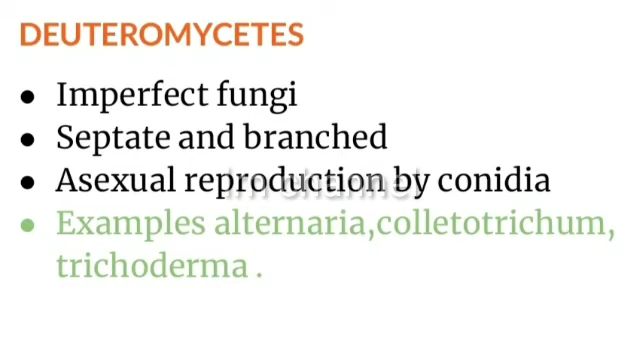 DEUTEROMYCETES
● Imperfect fungi
● Septate and branched
● Asexual reproduction by conidia
● Examples alternaria,colletotrichum,
trichoderma .